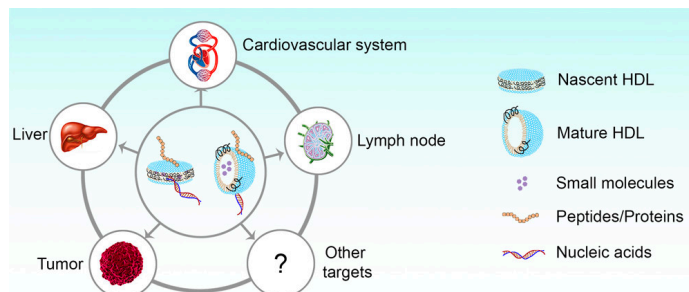 Cardiovascular system
Liver
Lymph node
Tumor
?
Other
targets
Nascent HDL
Mature HDL
Small molecules
Peptides/Proteins
Nucleic acids